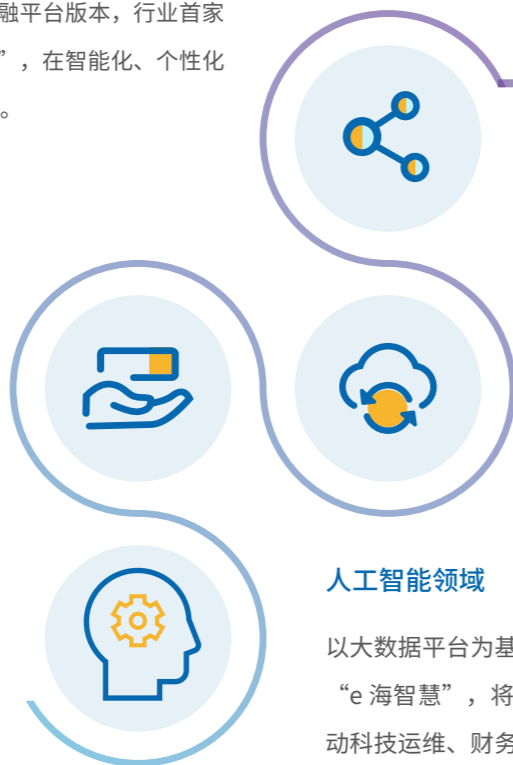 融平台版本，行业首家
”，在智能化、个性化
。
人工智能领域
以大数据平台为基
“e 海智慧”，将
动科技运维、财务